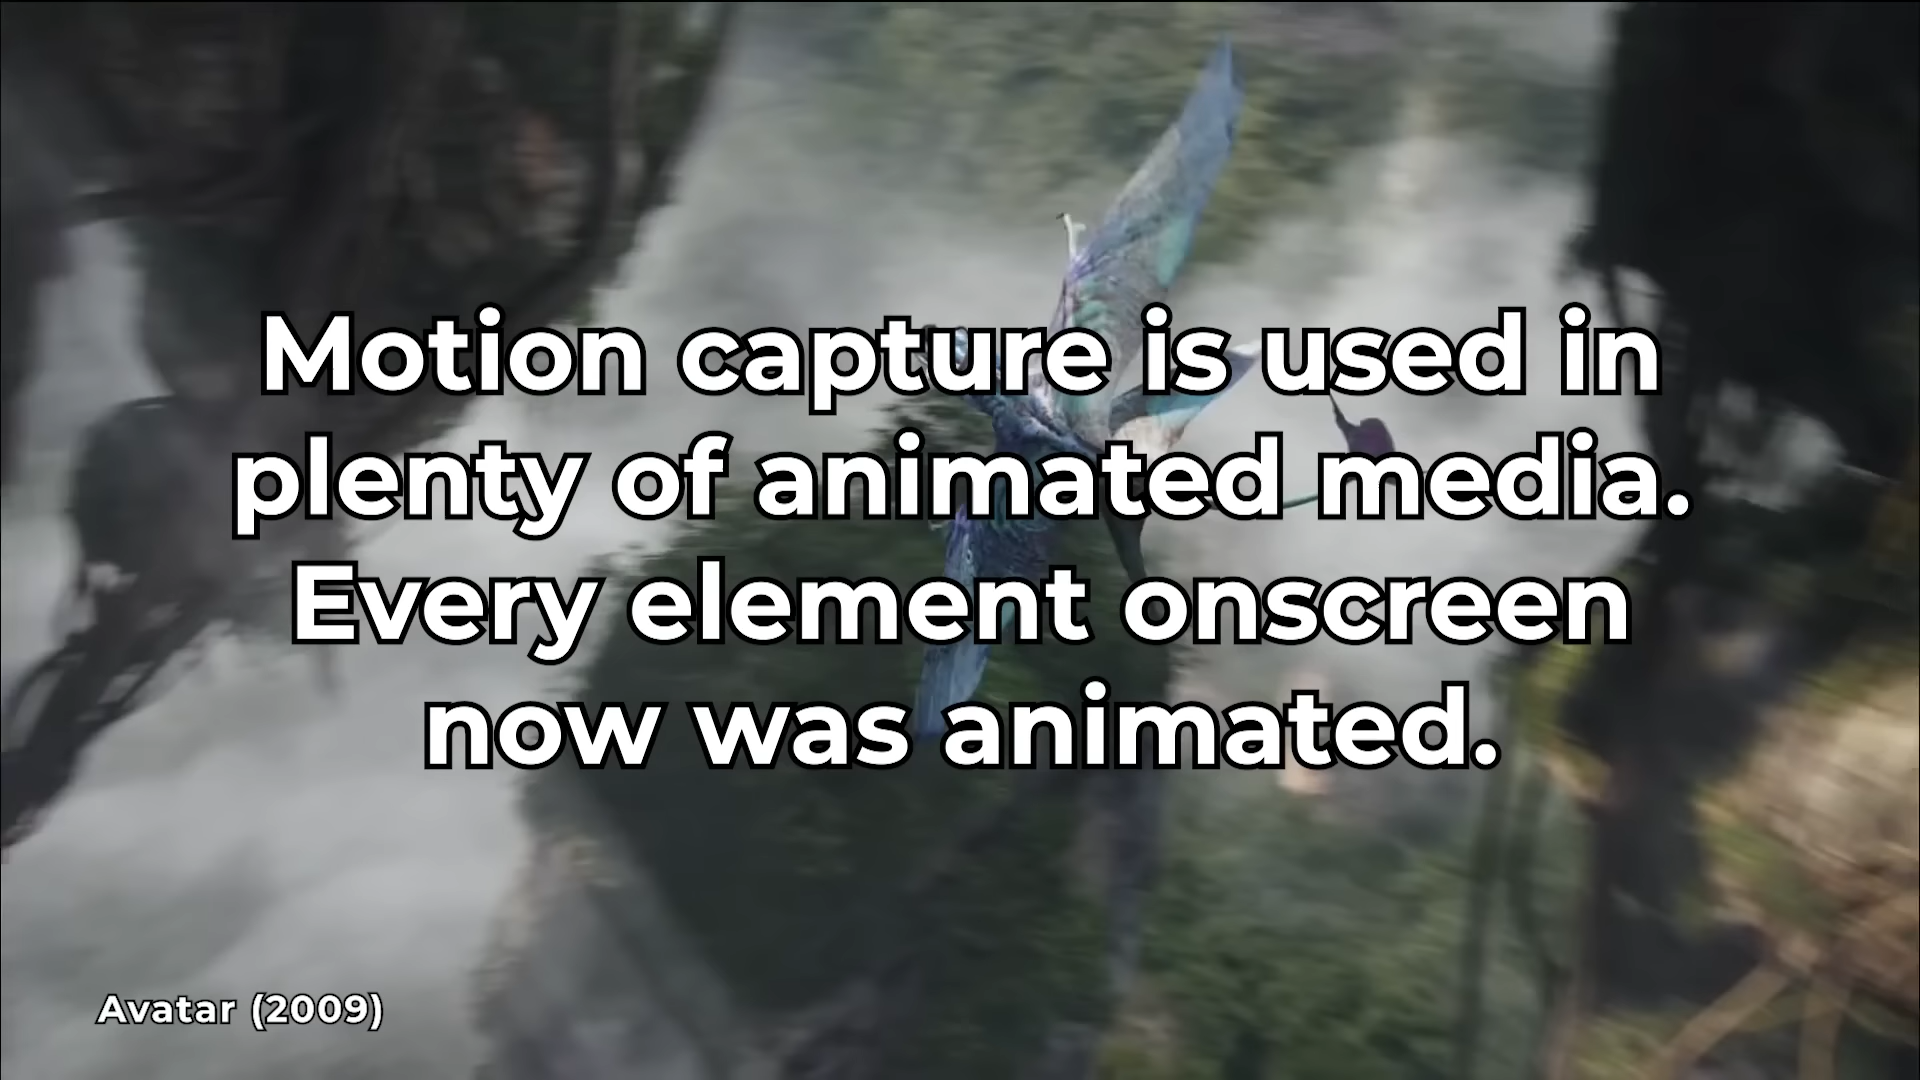 Motion capture is used in
plenty of animated media.
Every element onscreen
now was animated.
Avatar (2009)